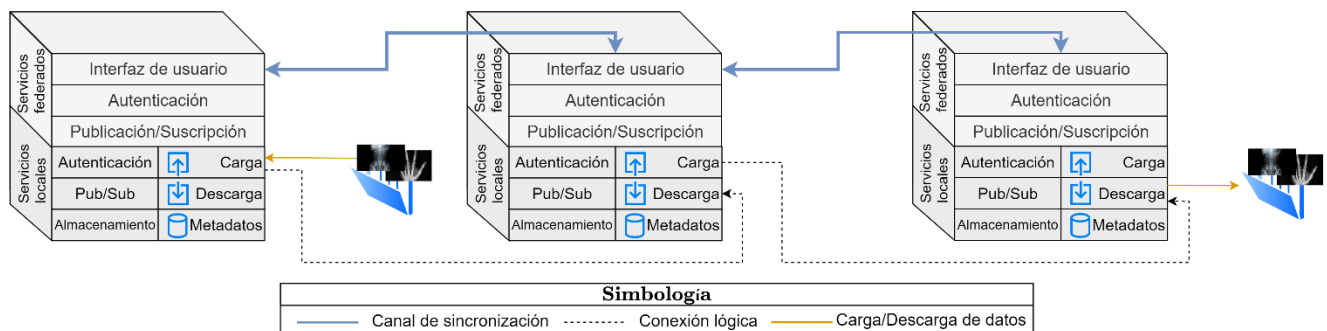 Servicios federados
Interfaz de usuario
Autenticación
Publicación/Suscripción
Servicios locales
Autenticación Carga
Pub/Sub Descarga
Almacenamiento Metadatos
Servicios federados
Interfaz de usuario
Autenticación
Publicación/Suscripción
Servicios locales
Autenticación Carga
Pub/Sub Descarga
Almacenamiento Metadatos
Servicios federados
Interfaz de usuario
Autenticación
Publicación/Suscripción
Servicios locales
Autenticación Carga
Pub/Sub Descarga
Almacenamiento Metadatos
Simbología
Canal de sincronización Conexión lógica Carga/Descarga de datos